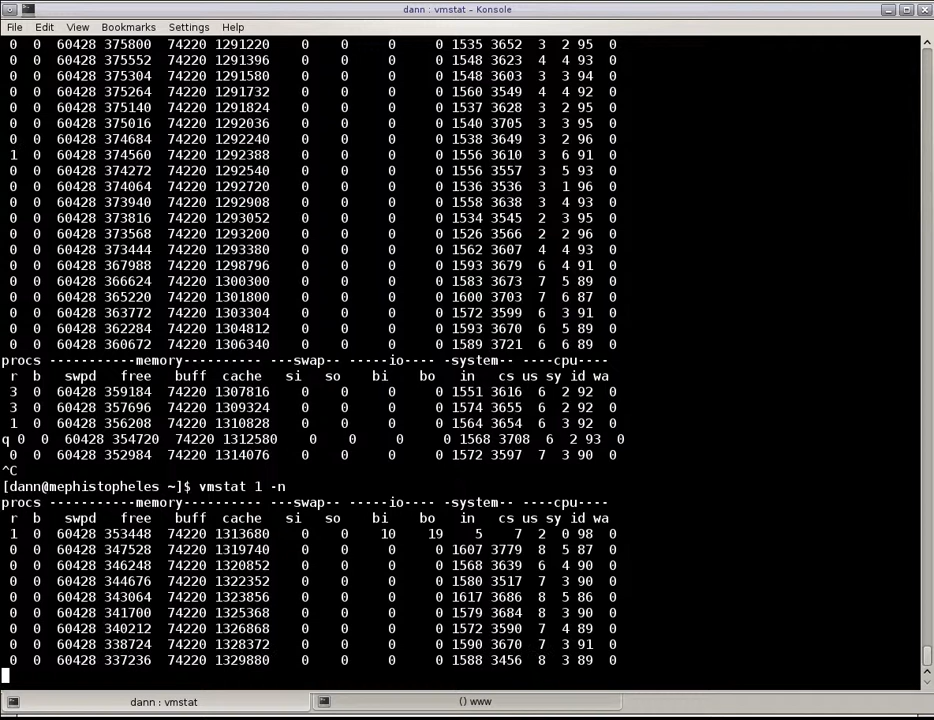 dann : vmstat - Konsole
File Edit View Bookmarks Settings Help
0 0 60428 375800 74220 1291220 0 0 0 0 1535 3652 3 2 95 0
0 0 60428 375552 74220 1291396 0 0 0 0 1548 3623 4 4 93 0
0 0 60428 375304 74220 1291580 0 0 0 0 1548 3603 3 3 94 0
0 0 60428 375264 74220 1291732 0 0 0 0 1560 3549 4 4 92 0
0 0 60428 375140 74220 1291824 0 0 0 0 1537 3628 3 2 95 0
0 0 60428 375016 74220 1292036 0 0 0 0 1540 3705 3 3 95 0
0 0 60428 374684 74220 1292240 0 0 0 0 1538 3649 3 2 96 0
1 0 60428 374560 74220 1292388 0 0 0 0 1556 3610 3 6 91 0
0 0 60428 374272 74220 1292540 0 0 0 0 1556 3557 3 5 93 0
0 0 60428 374064 74220 1292720 0 0 0 0 1536 3536 3 1 96 0
0 0 60428 373940 74220 1292908 0 0 0 0 1558 3638 3 4 93 0
0 0 60428 373816 74220 1293052 0 0 0 0 1534 3545 2 3 95 0
0 0 60428 373568 74220 1293200 0 0 0 0 1526 3566 2 2 96 0
0 0 60428 373444 74220 1293380 0 0 0 0 1562 3607 4 4 93 0
0 0 60428 367988 74220 1298796 0 0 0 0 1593 3679 6 4 91 0
0 0 60428 366624 74220 1300300 0 0 0 0 1583 3673 7 5 89 0
0 0 60428 365220 74220 1301800 0 0 0 0 1600 3703 7 6 87 0
0 0 60428 363772 74220 1303304 0 0 0 0 1572 3599 6 3 91 0
0 0 60428 362284 74220 1304812 0 0 0 0 1593 3670 6 5 89 0
0 0 60428 360672 74220 1306340 0 0 0 0 1589 3721 6 6 89 0
procs -----------memory---------- ---swap-- -----io---- -system-- ----cpu----
r b swpd free buff cache si so bi bo in cs us sy id wa
3 0 60428 359184 74220 1307816 0 0 0 0 1551 3616 6 2 92 0
3 0 60428 357696 74220 1309324 0 0 0 0 1574 3655 6 2 92 0
1 0 60428 356208 74220 1310828 0 0 0 0 1564 3654 6 3 92 0
q 0 0 60428 354720 74220 1312580 0 0 0 0 1568 3708 6 2 93 0
0 0 60428 352984 74220 1314076 0 0 0 0 1572 3597 7 3 90 0
^C
[dann@mephistopheles ~]$ vmstat 1 -n
procs -----------memory---------- ---swap-- -----io---- -system-- ----cpu----
r b swpd free buff cache si so bi bo in cs us sy id wa
1 0 60428 353448 74220 1313680 0 0 10 19 5 7 2 0 98 0
0 0 60428 347528 74220 1319740 0 0 0 0 1607 3779 8 5 87 0
0 0 60428 346248 74220 1320852 0 0 0 0 1568 3639 6 4 90 0
0 0 60428 344676 74220 1322352 0 0 0 0 1580 3517 7 3 90 0
0 0 60428 343064 74220 1323856 0 0 0 0 1617 3686 8 5 86 0
0 0 60428 341700 74220 1325368 0 0 0 0 1579 3684 8 3 90 0
0 0 60428 340212 74220 1326868 0 0 0 0 1572 3590 7 4 89 0
0 0 60428 338724 74220 1328372 0 0 0 0 1590 3670 7 3 91 0
0 0 60428 337236 74220 1329880 0 0 0 0 1588 3456 8 3 89 0
dann : vmstat () www